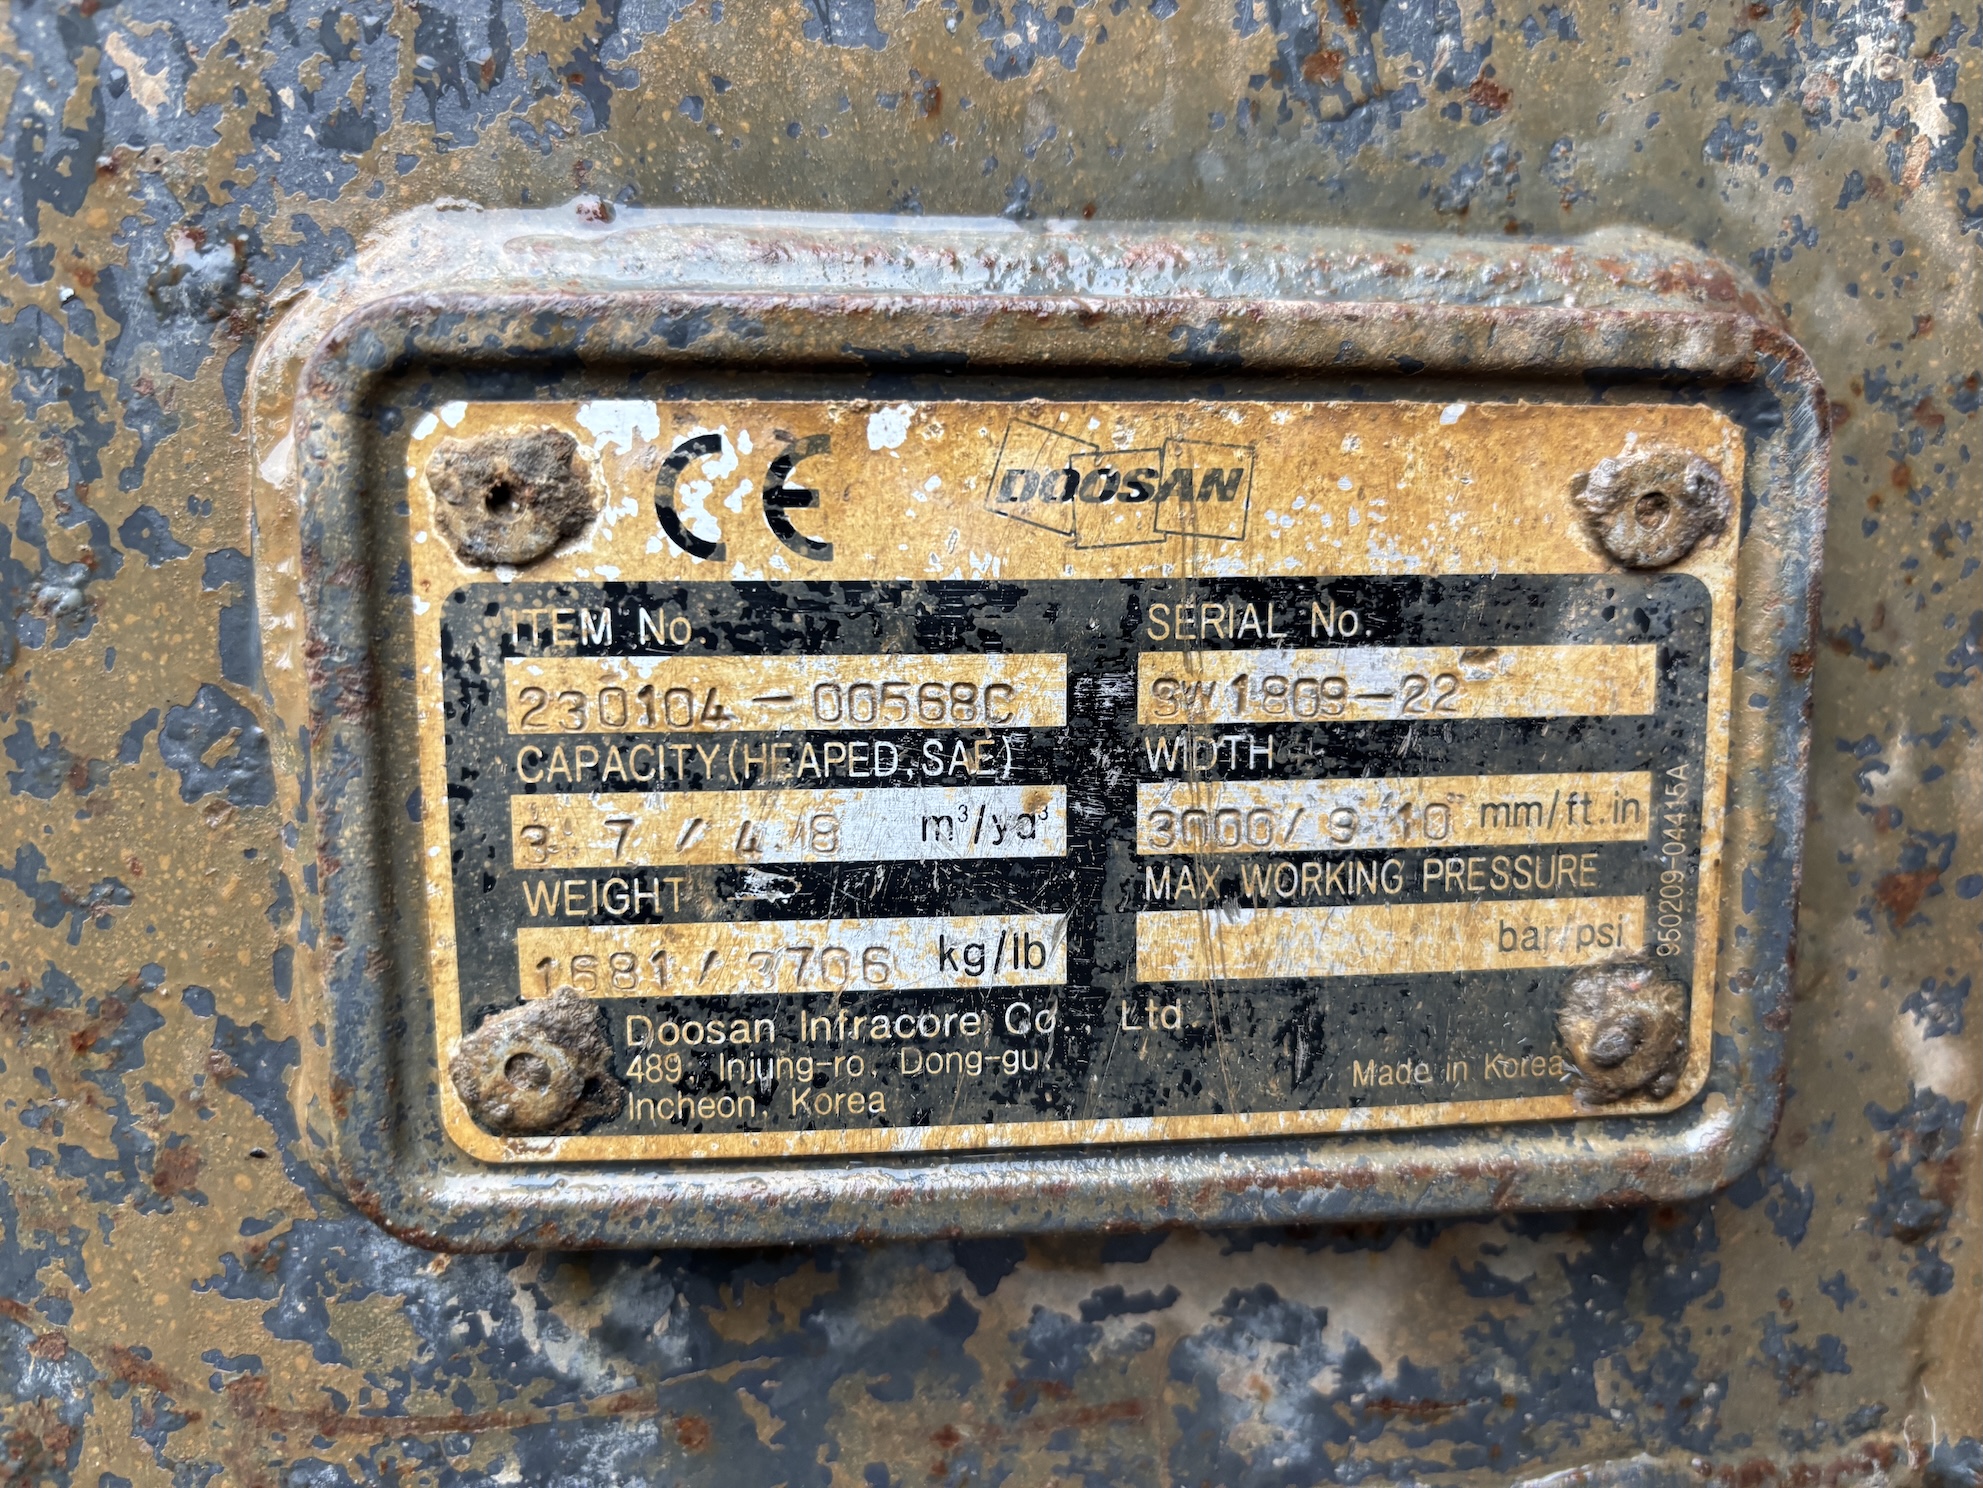 CE DOOSAN
ITEM No. SERIAL No.
230104-00568C SW1809-22
CAPACITY(HEAPED,SAE) WIDTH
3.7/4.8 m³/yd³ 3000/9'10" mm/ft.in
WEIGHT MAX WORKING PRESSURE
1681/3706 kg/lb bar/psi
Doosan Infracore Co., Ltd.
489, Injung-ro, Dong-gu,
Incheon, Korea
Made in Korea
950209-04415A